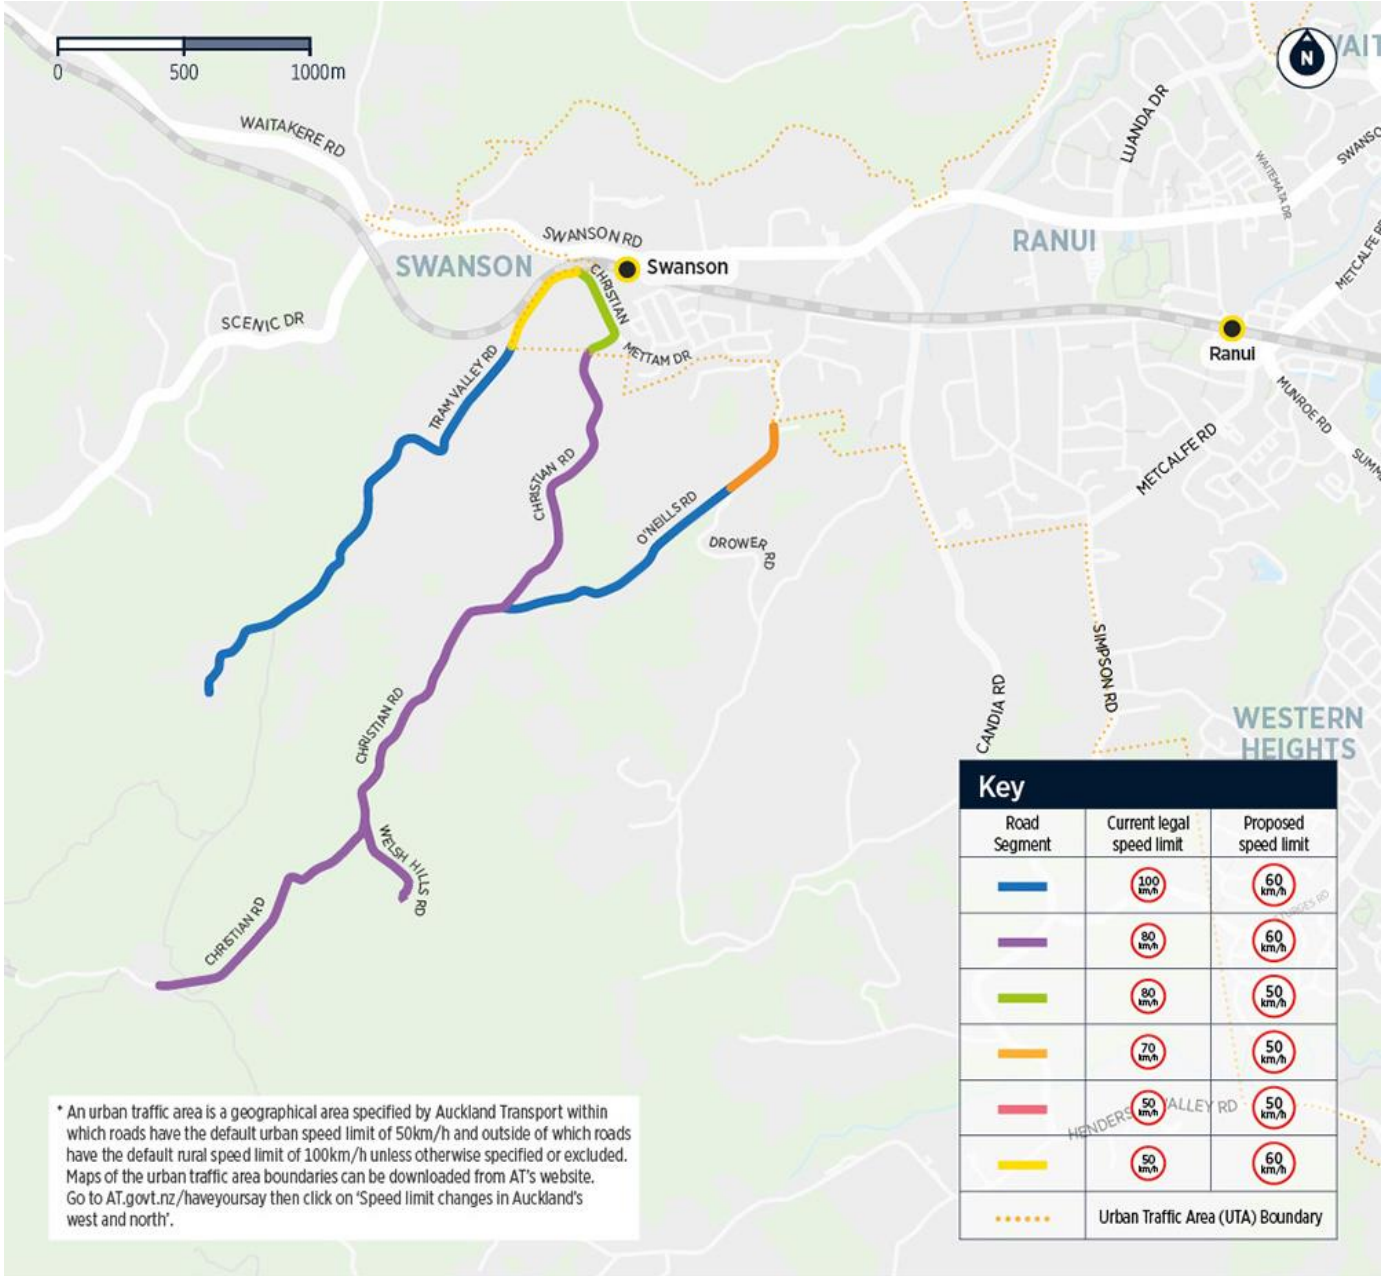 0 500 1000m
N
WAIT
WAITAKERE RD
LUANDA DR
WAITEMATA DR
SWANSO
METCALFE RD
SWANSON RD
RANUI
SWANSON
Swanson
CHRISTIAN
SCENIC DR
METTAM DR
Ranui
TRAM VALLEY RD
MUNROE RD
METCALFE RD
SUMM
CHRISTIAN RD
O'NEILLS RD
DROWER RD
SIMPSON RD
CANDIA RD
CHRISTIAN RD
WESTERN
HEIGHTS
WELSH HILLS RD
CHRISTIAN RD
Key
Road Segment
Current legal speed limit
Proposed speed limit
100 km/h
60 km/h
STURGES RD
80 km/h
60 km/h
80 km/h
50 km/h
70 km/h
50 km/h
50 km/h
50 km/h
HENDERS VALLEY RD
50 km/h
60 km/h
Urban Traffic Area (UTA) Boundary
* An urban traffic area is a geographical area specified by Auckland Transport within
which roads have the default urban speed limit of 50km/h and outside of which roads
have the default rural speed limit of 100km/h unless otherwise specified or excluded.
Maps of the urban traffic area boundaries can be downloaded from AT's website.
Go to AT.govt.nz/haveyoursay then click on 'Speed limit changes in Auckland's
west and north'.